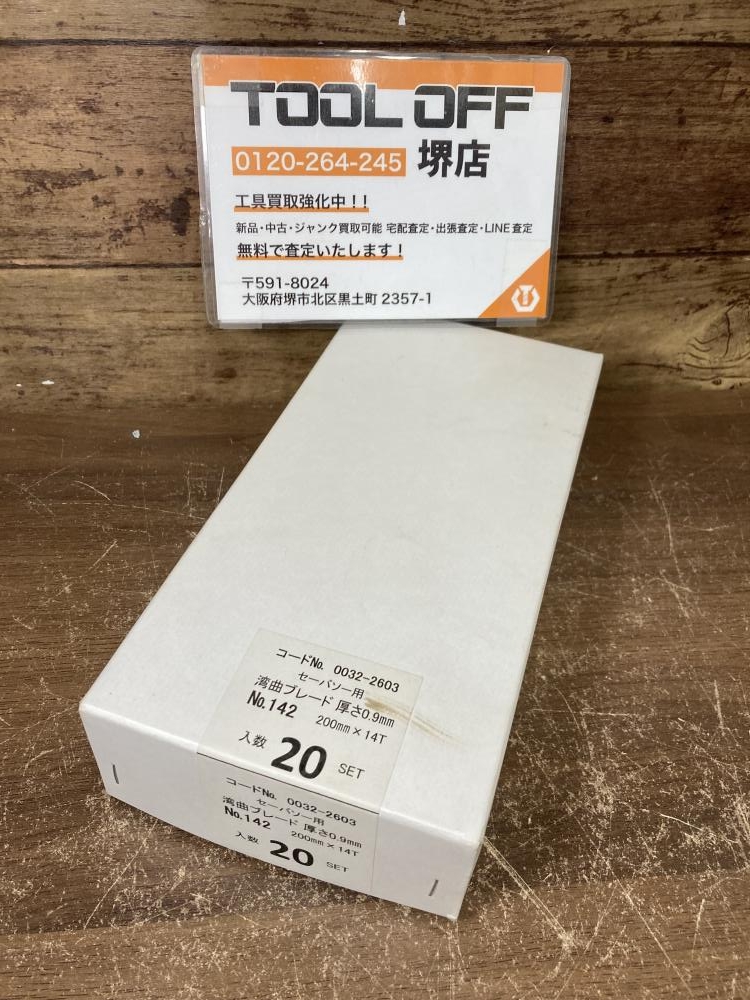 TOOL OFF
0120-264-245 堺店
工具買取強化中!!
新品・中古・ジャンク買取可能 宅配査定・出張査定・LINE査定
無料で査定いたします!
〒591-8024
大阪府堺市北区黒土町2357-1
コードNo. 0032-2603
セーバソー用
湾曲ブレード 厚さ0.9mm
No.142 200mm×14T
入数 20 SET
コードNo. 0032-2603
セーバソー用
湾曲ブレード 厚さ0.9mm
No.142 200mm×14T
入数 20 SET